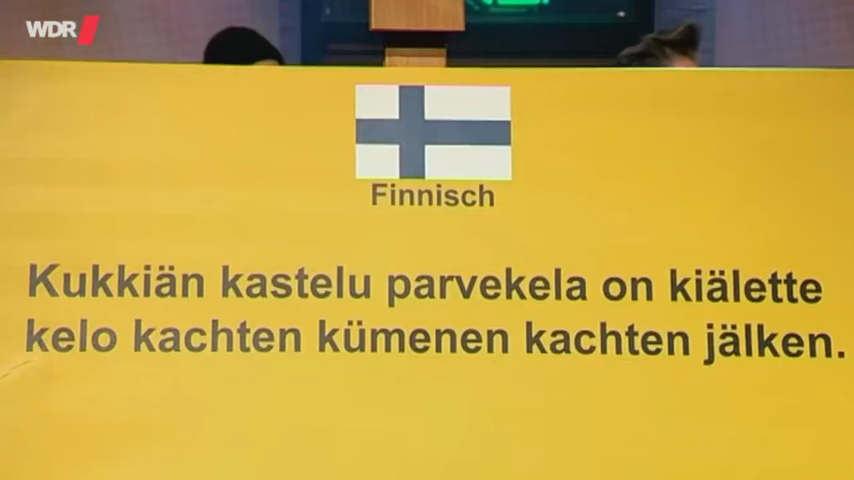 WDR
Finnisch
Kukkiän kastelu parvekela on kiälette
kelo kachten kümenen kachten jälken.